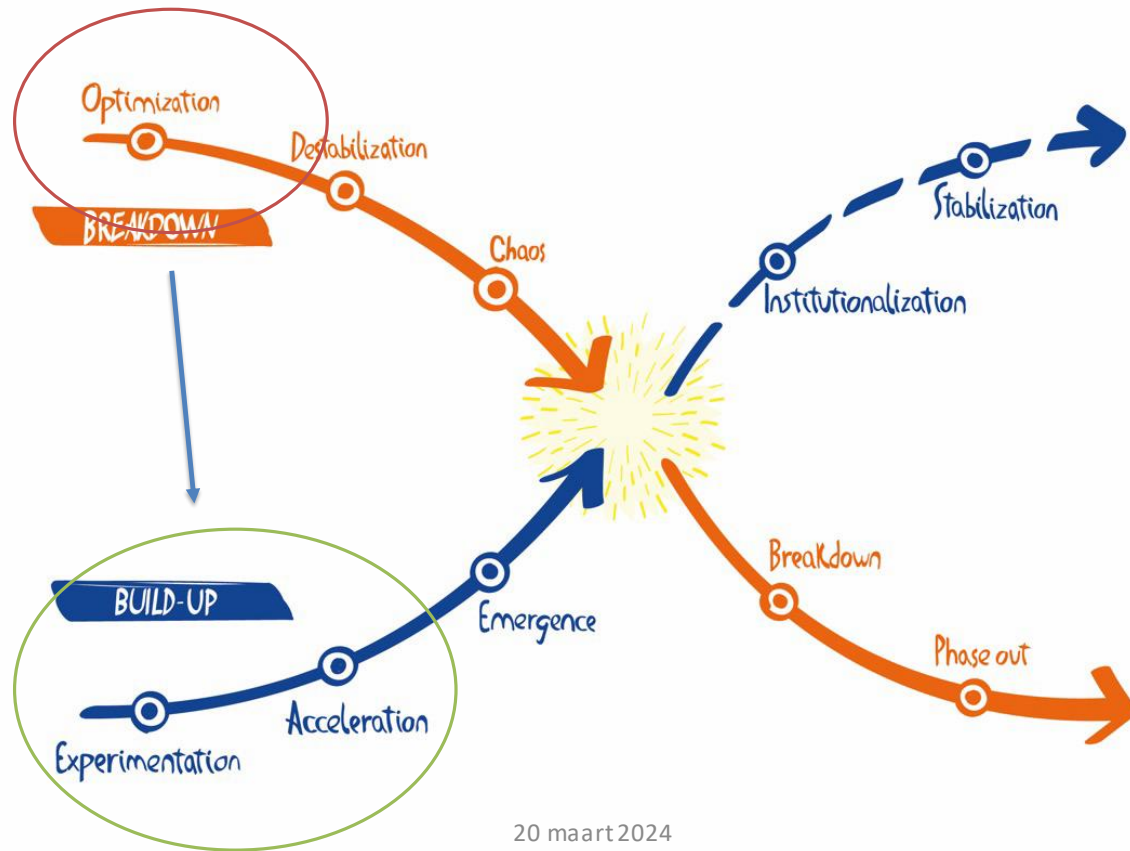 Optimization
Destabilization
BREAKDOWN
Chaos
Stabilization
Institutionalization
BUILD-UP
Emergence
Acceleration
Experimentation
Breakdown
Phase out
20 maart 2024